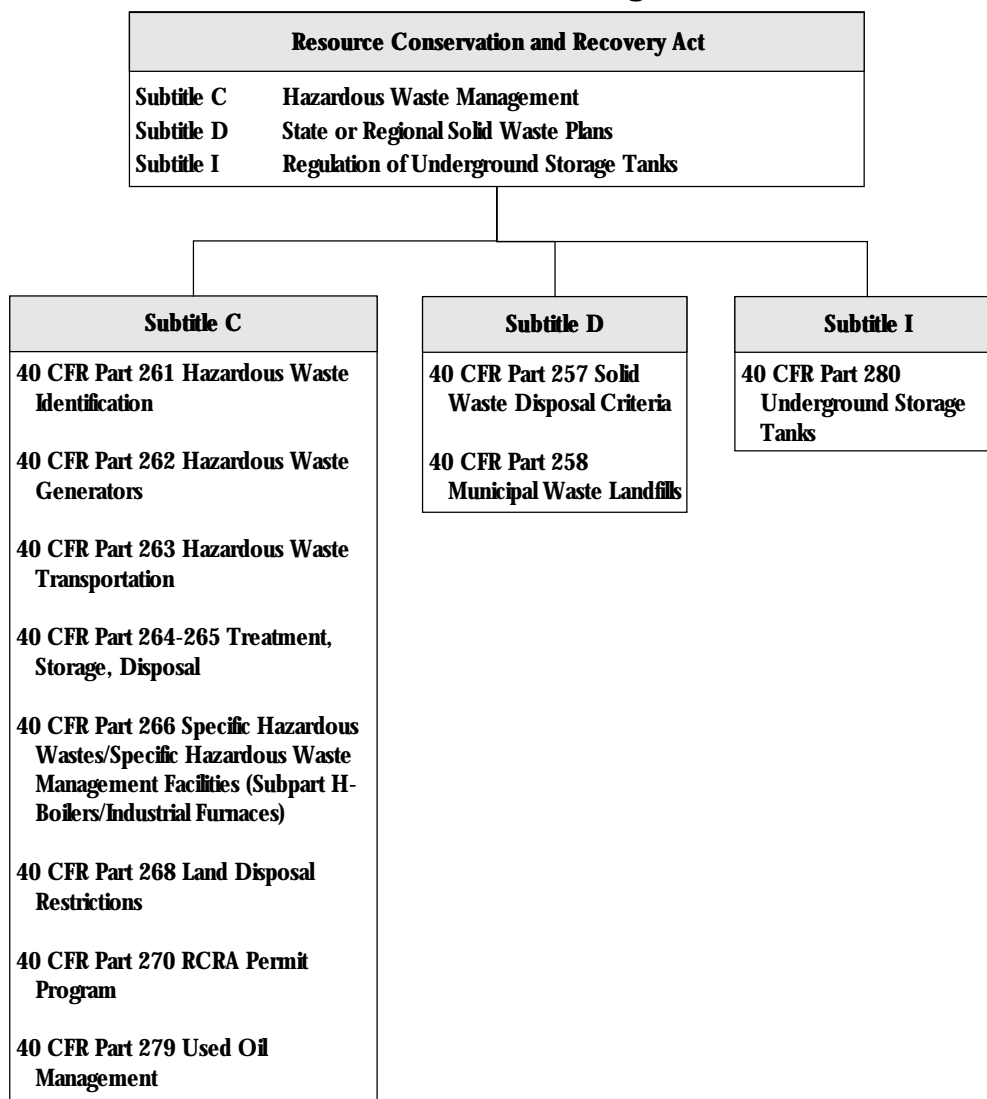 Resource Conservation and Recovery Act
Subtitle C Hazardous Waste Management
Subtitle D State or Regional Solid Waste Plans
Subtitle I Regulation of Underground Storage Tanks
Subtitle C
40 CFR Part 261 Hazardous Waste
Identification
40 CFR Part 262 Hazardous Waste
Generators
40 CFR Part 263 Hazardous Waste
Transportation
40 CFR Part 264-265 Treatment,
Storage, Disposal
40 CFR Part 266 Specific Hazardous
Wastes/Specific Hazardous Waste
Management Facilities (Subpart H-
Boilers/Industrial Furnaces)
40 CFR Part 268 Land Disposal
Restrictions
40 CFR Part 270 RCRA Permit
Program
40 CFR Part 279 Used Oil
Management
Subtitle D
40 CFR Part 257 Solid
Waste Disposal Criteria
40 CFR Part 258
Municipal Waste Landfills
Subtitle I
40 CFR Part 280
Underground Storage
Tanks